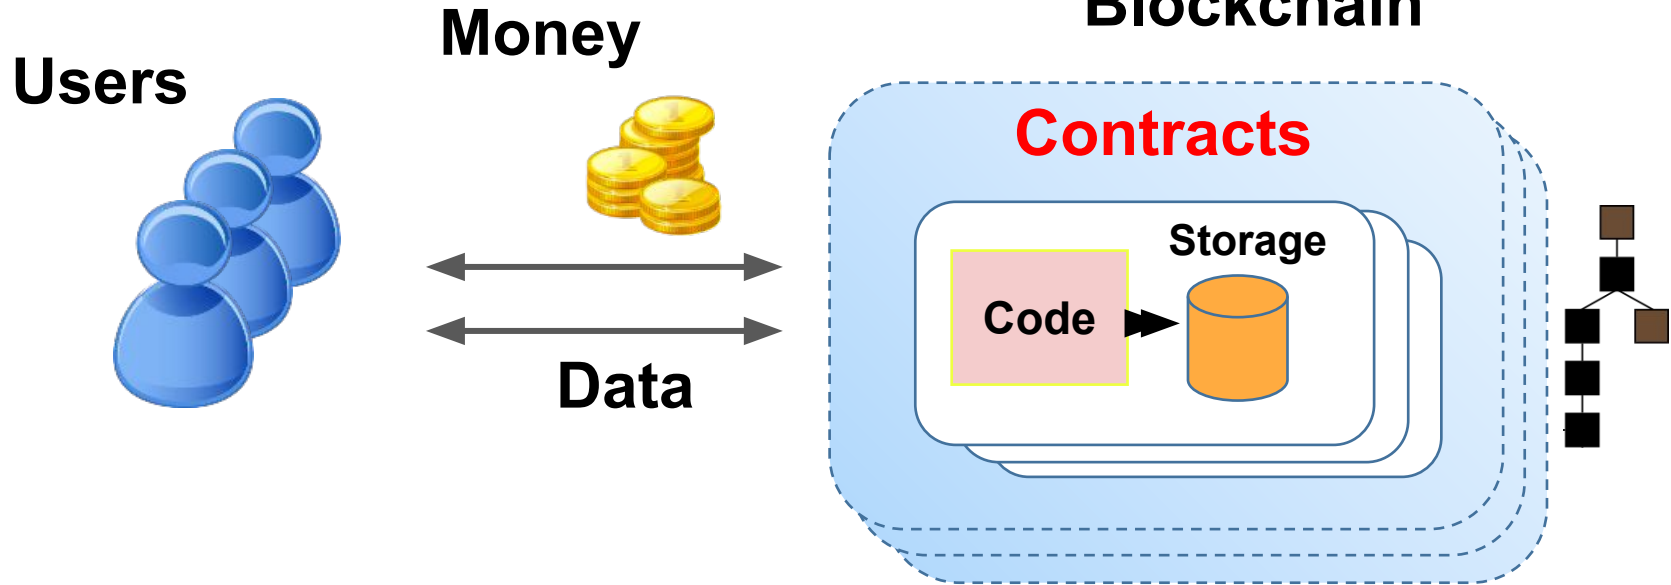 Blockchain
Money
Users
Contracts
Storage
Code
Data